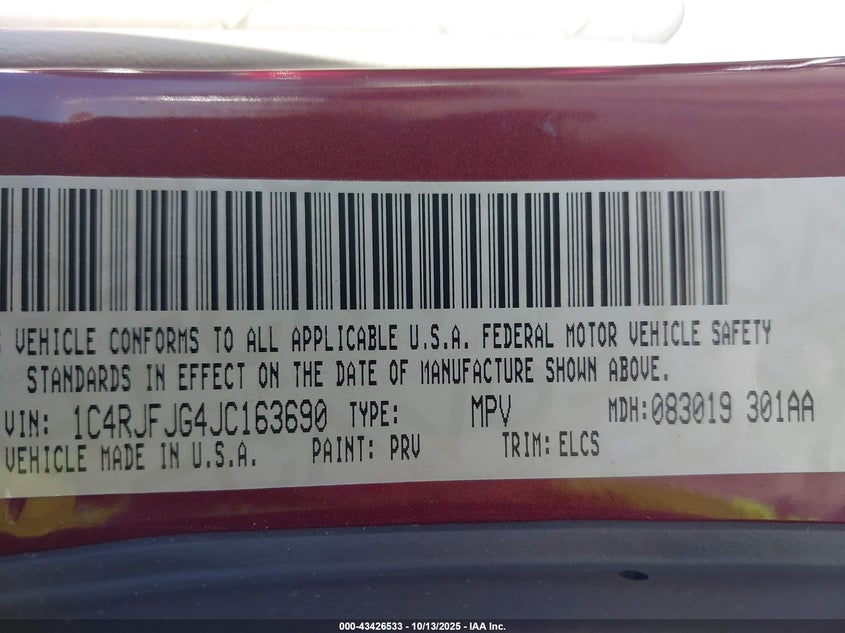 VEHICLE CONFORMS TO ALL APPLICABLE U.S.A. FEDERAL MOTOR VEHICLE SAFETY
STANDARDS IN EFFECT ON THE DATE OF MANUFACTURE SHOWN ABOVE.
VIN: 1C4RJFJG4JC163690 TYPE: MPV MDH:083019 301AA
VEHICLE MADE IN U.S.A. PAINT: PRV TRIM: ELCS
000-43426533 - 10/13/2025 - IAA Inc.